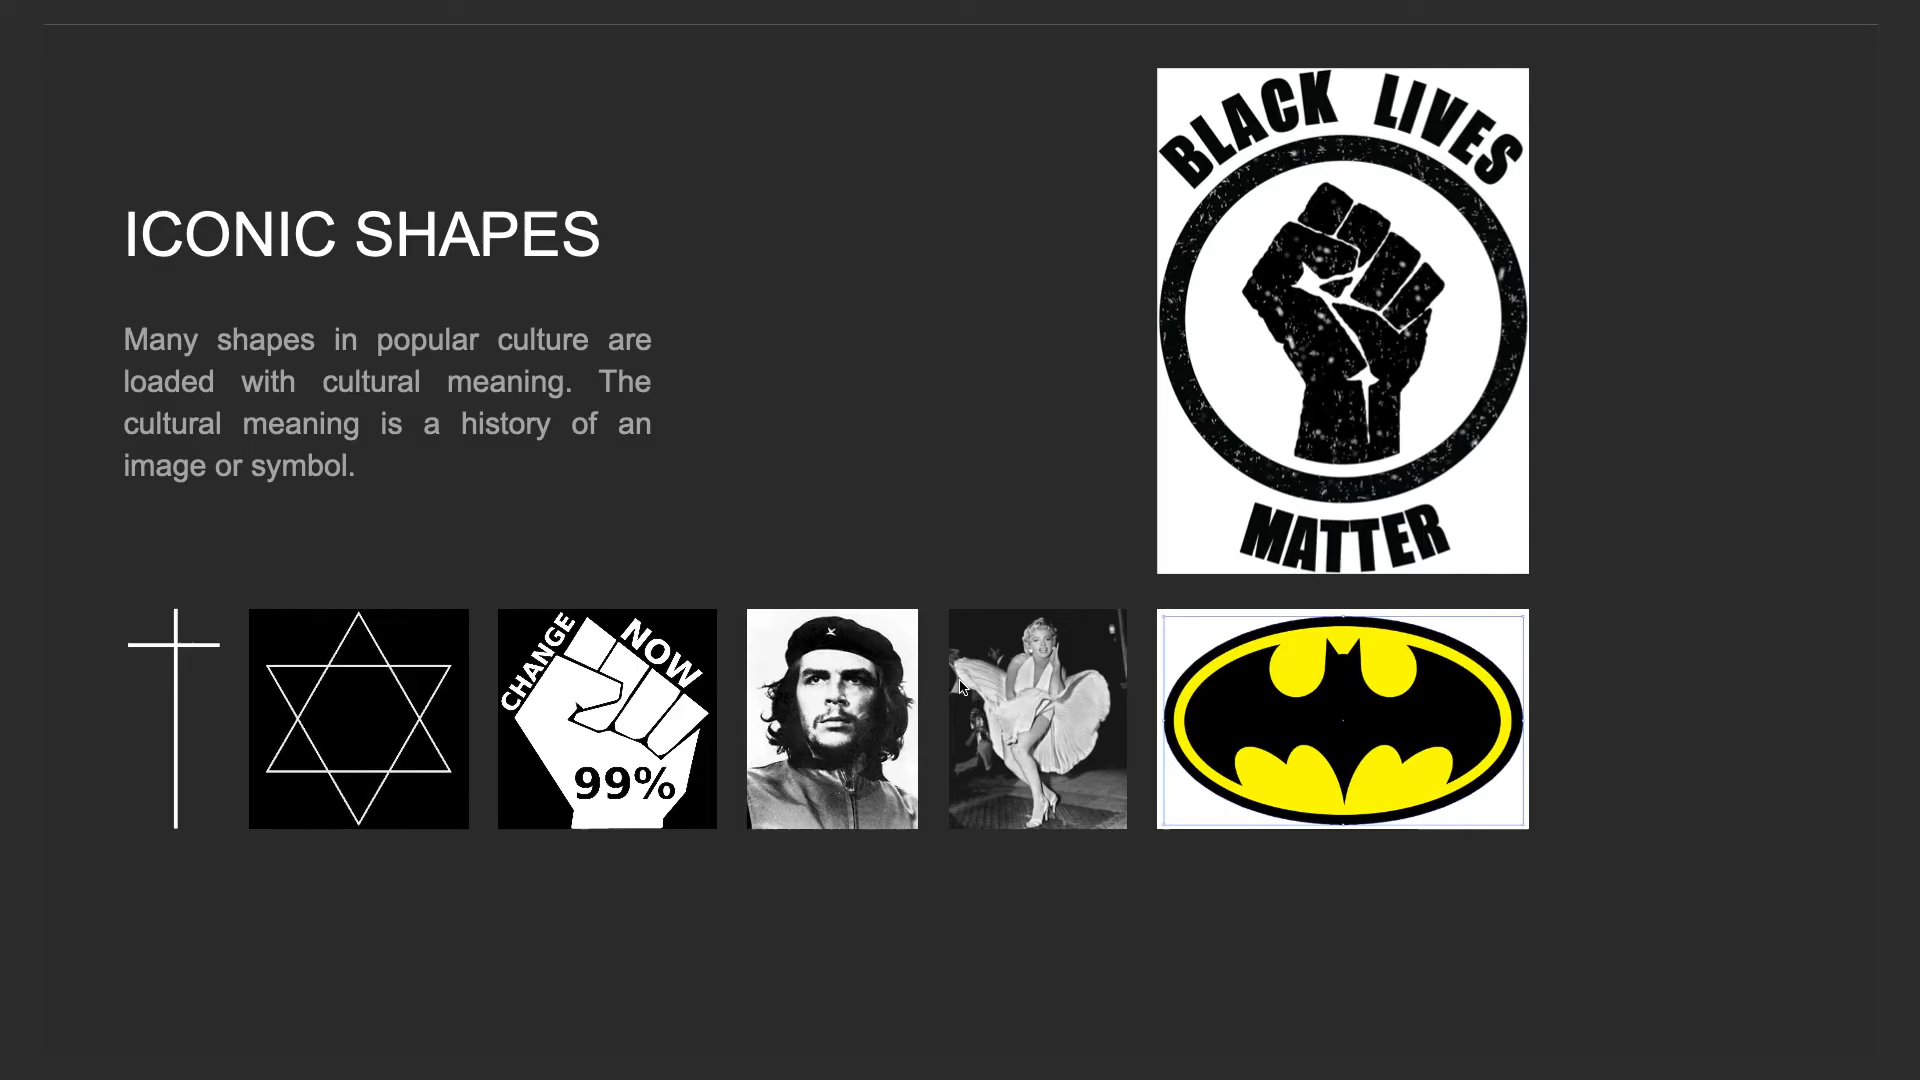 BLACK LIVES
MATTER
ICONIC SHAPES
Many shapes in popular culture are
loaded with cultural meaning. The
cultural meaning is a history of an
image or symbol.
CHANGE
NOW
99%